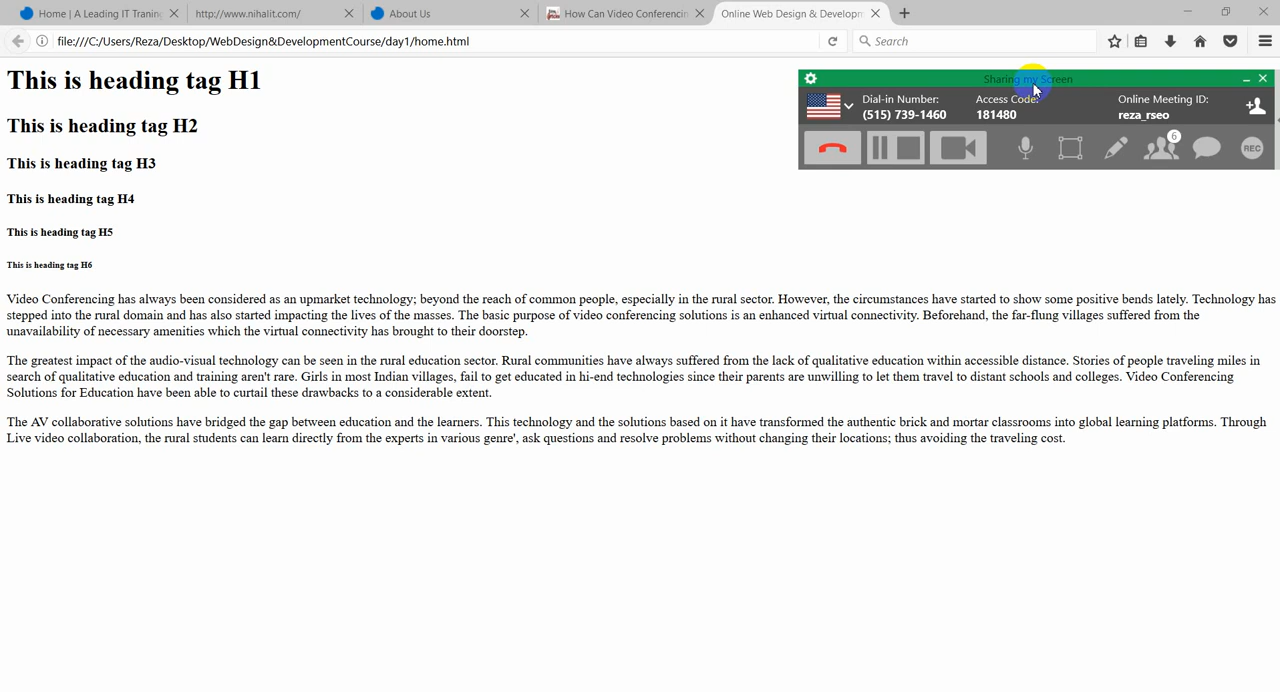 Home | A Leading IT Traning
http://www.nihalit.com/
About Us
How Can Video Conferencin
Online Web Design & Developm
file:///C:/Users/Reza/Desktop/WebDesign&DevelopmentCourse/day1/home.html
Search
This is heading tag H1
Sharing my Screen
Dial-in Number:
(515) 739-1460
Access Code:
181480
Online Meeting ID:
reza_rseo
6
REC
This is heading tag H2
This is heading tag H3
This is heading tag H4
This is heading tag H5
This is heading tag H6
Video Conferencing has always been considered as an upmarket technology; beyond the reach of common people, especially in the rural sector. However, the circumstances have started to show some positive bends lately. Technology has
stepped into the rural domain and has also started impacting the lives of the masses. The basic purpose of video conferencing solutions is an enhanced virtual connectivity. Beforehand, the far-flung villages suffered from the
unavailability of necessary amenities which the virtual connectivity has brought to their doorstep.
The greatest impact of the audio-visual technology can be seen in the rural education sector. Rural communities have always suffered from the lack of qualitative education within accessible distance. Stories of people traveling miles in
search of qualitative education and training aren't rare. Girls in most Indian villages, fail to get educated in hi-end technologies since their parents are unwilling to let them travel to distant schools and colleges. Video Conferencing
Solutions for Education have been able to curtail these drawbacks to a considerable extent.
The AV collaborative solutions have bridged the gap between education and the learners. This technology and the solutions based on it have transformed the authentic brick and mortar classrooms into global learning platforms. Through
Live video collaboration, the rural students can learn directly from the experts in various genre', ask questions and resolve problems without changing their locations; thus avoiding the traveling cost.